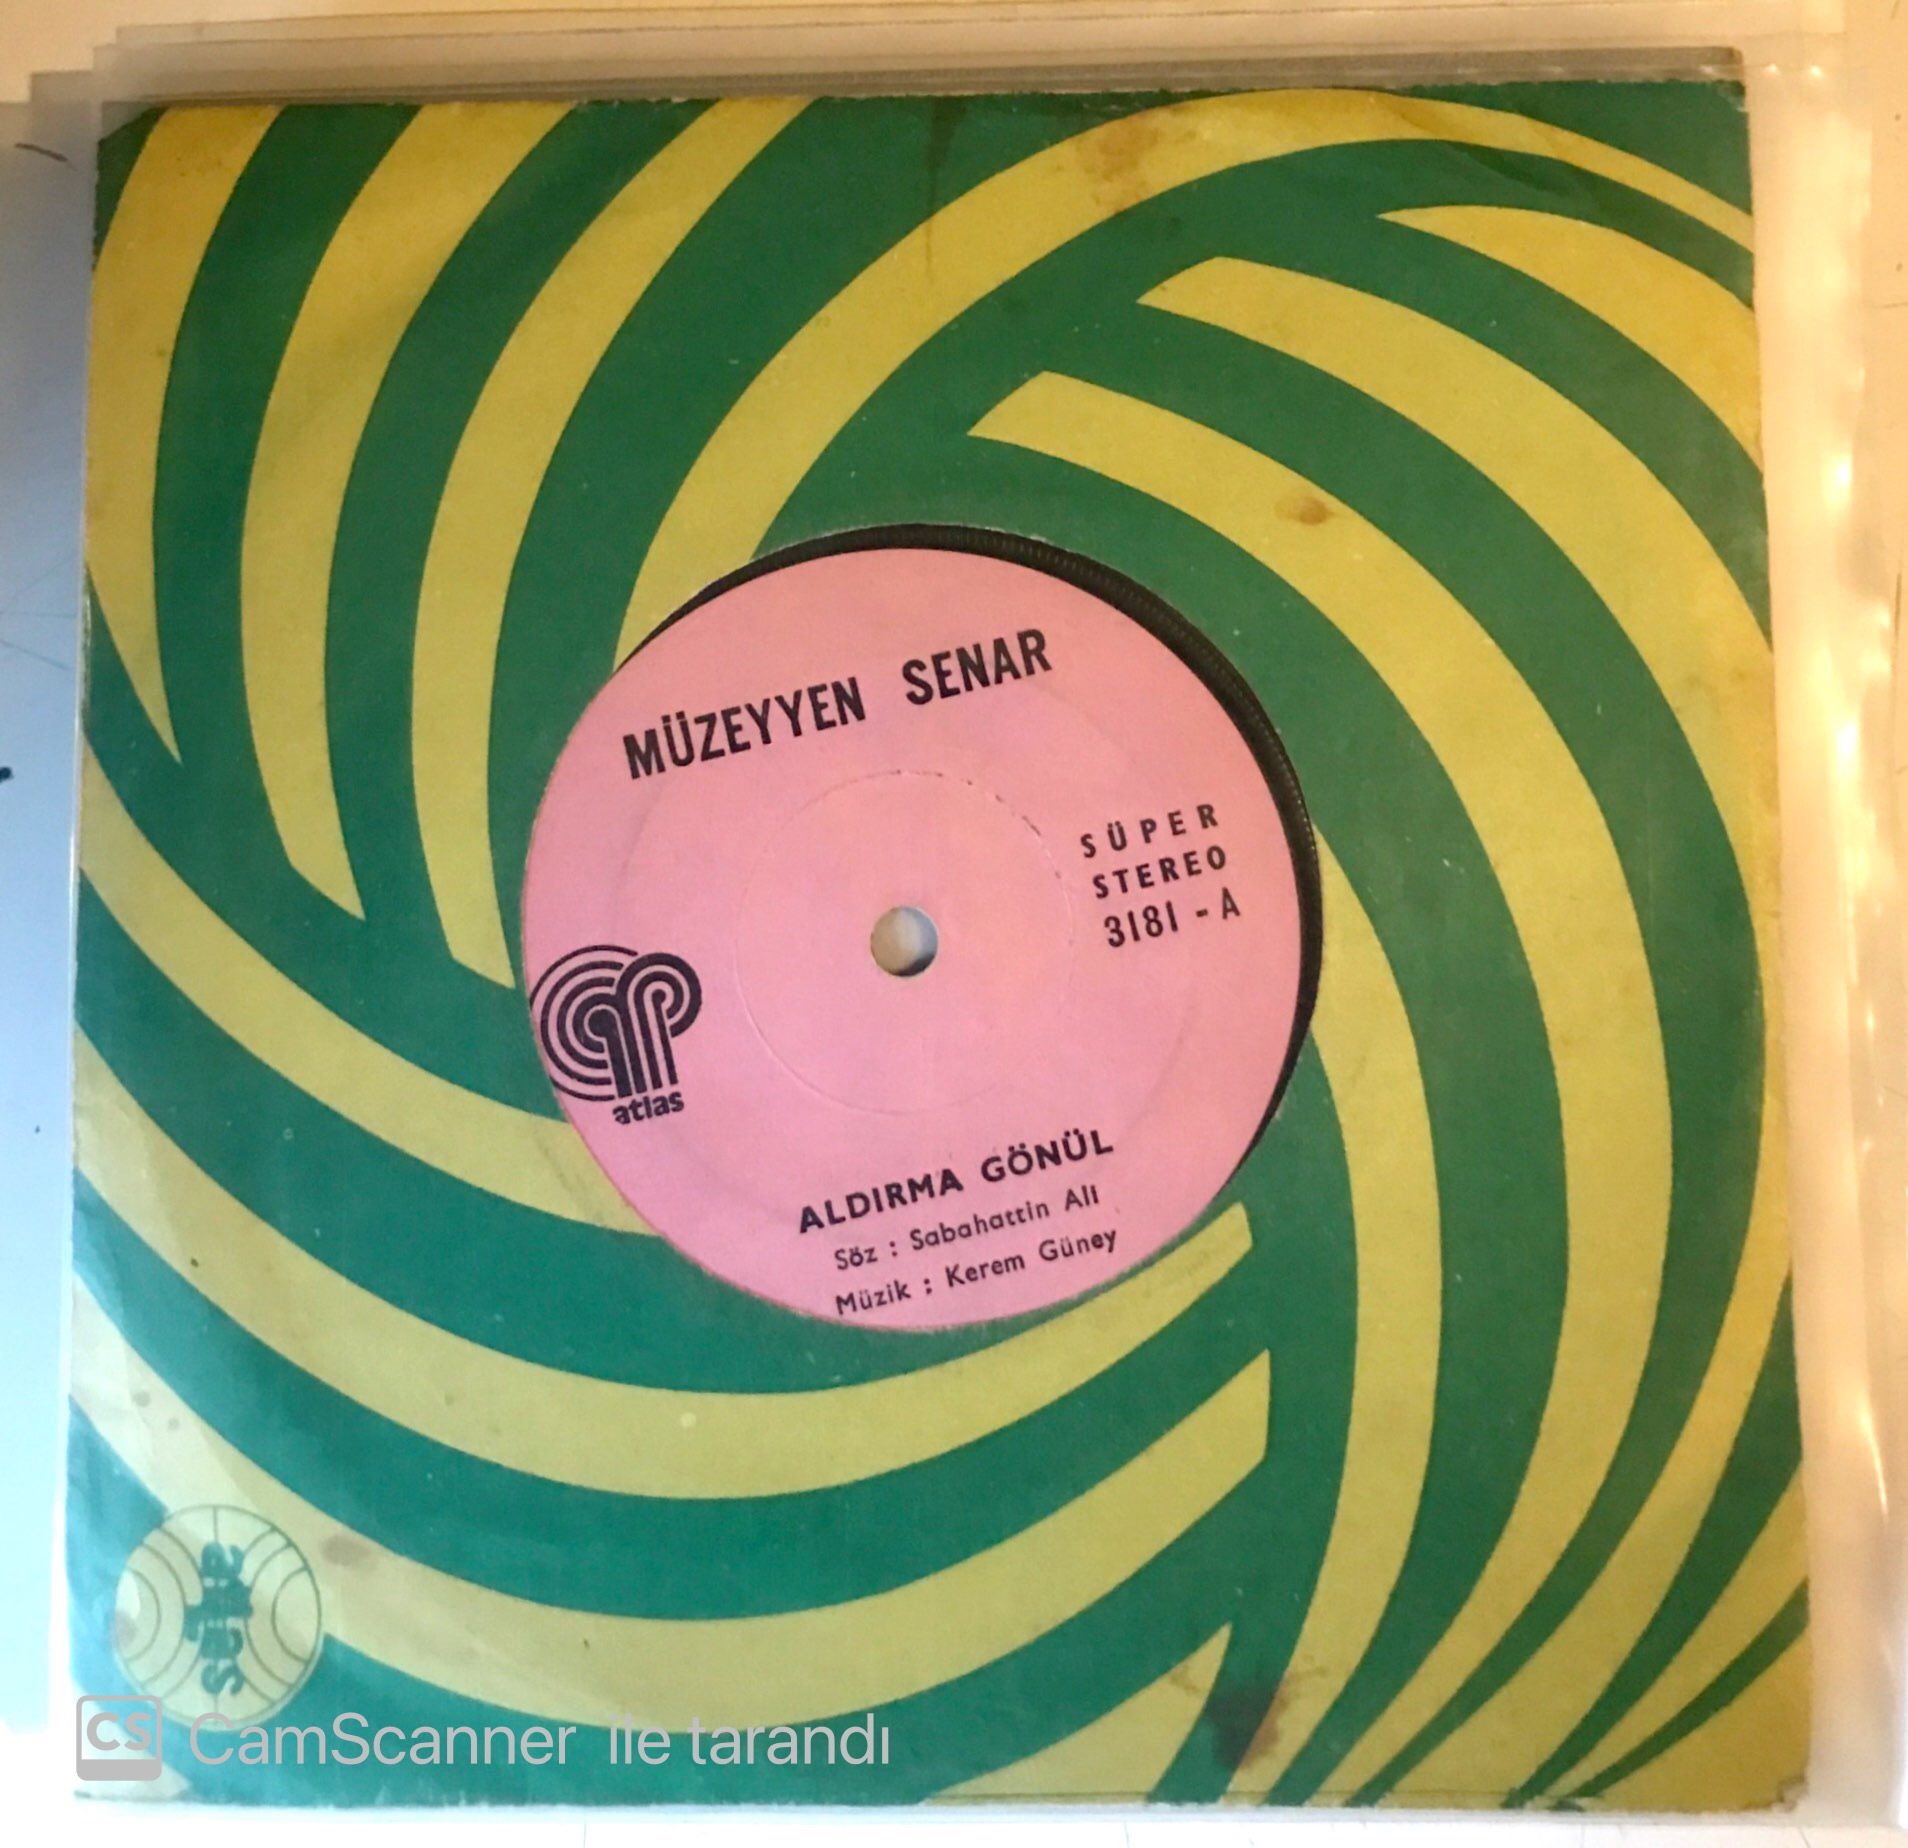 MÜZEYYEN SENAR
SÜPER
STEREO
3181 - A
atlas
ALDIRMA GÖNÜL
Söz : Sabahattin Ali
Müzik : Kerem Güney
CS CamScanner ile tarandı